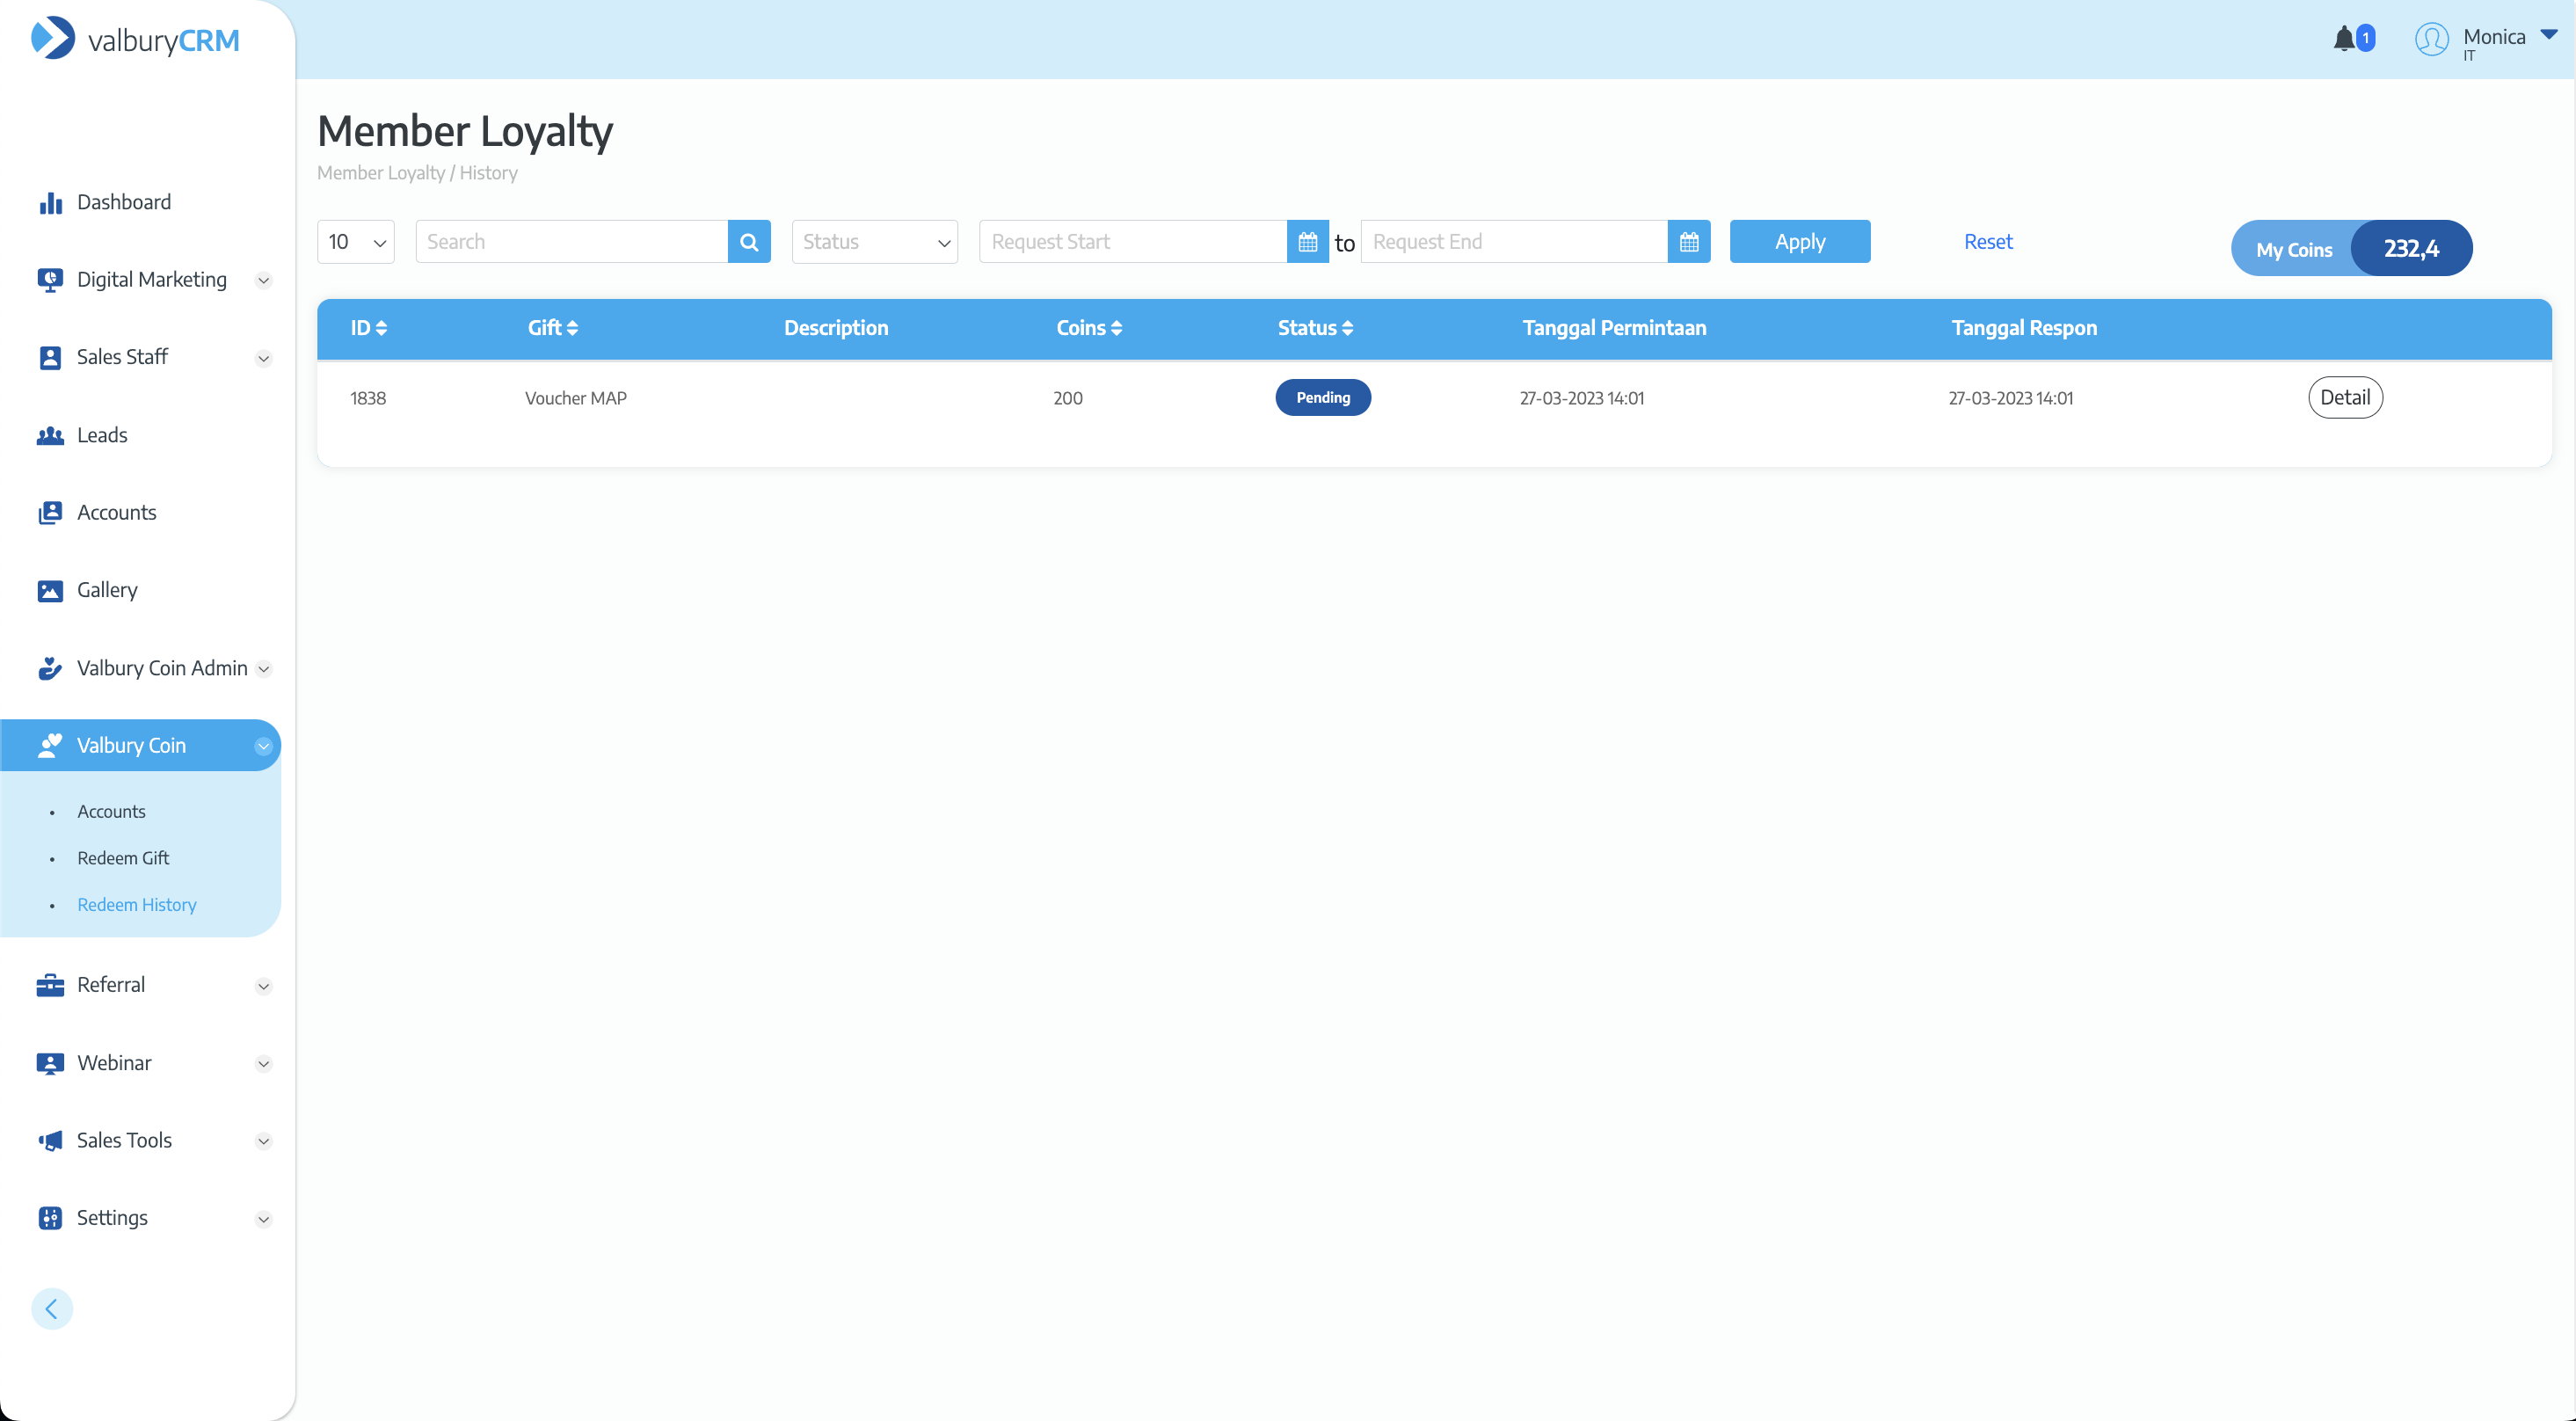 valburyCRM
1
Monica
IT
Member Loyalty
Member Loyalty / History
10
Search
Status
Request Start
to
Request End
Apply
Reset
My Coins
232,4
ID
Gift
Description
Coins
Status
Tanggal Permintaan
Tanggal Respon
1838
Voucher MAP
200
Pending
27-03-2023 14:01
27-03-2023 14:01
Detail
Dashboard
Digital Marketing
Sales Staff
Leads
Accounts
Gallery
Valbury Coin Admin
Valbury Coin
• Accounts
• Redeem Gift
• Redeem History
Referral
Webinar
Sales Tools
Settings